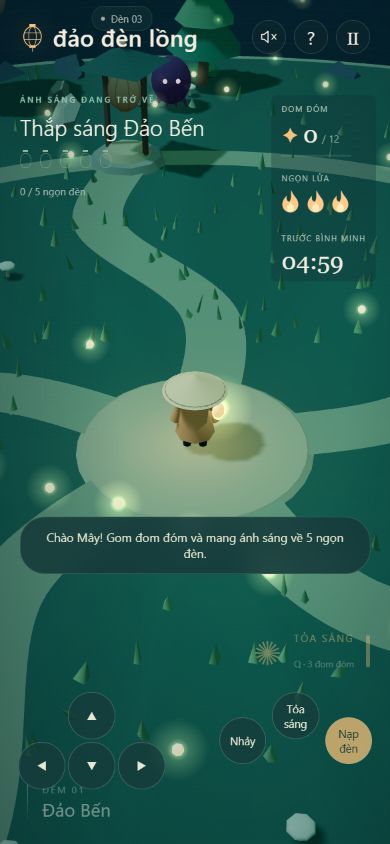 Đèn 03
đảo đèn lồng
?
II
ÁNH SÁNG ĐANG TRỞ VỀ
Thắp sáng Đảo Bến
0 / 5 ngọn đèn
ĐOM ĐÓM
0 / 12
NGỌN LỬA
TRƯỚC BÌNH MINH
04:59
Chào Mây! Gom đom đóm và mang ánh sáng về 5 ngọn
đèn.
TỎA SÁNG
Q · 3 đom đóm
Tỏa
sáng
Nhảy
Nạp
đèn
ĐÊM 01
Đảo Bến